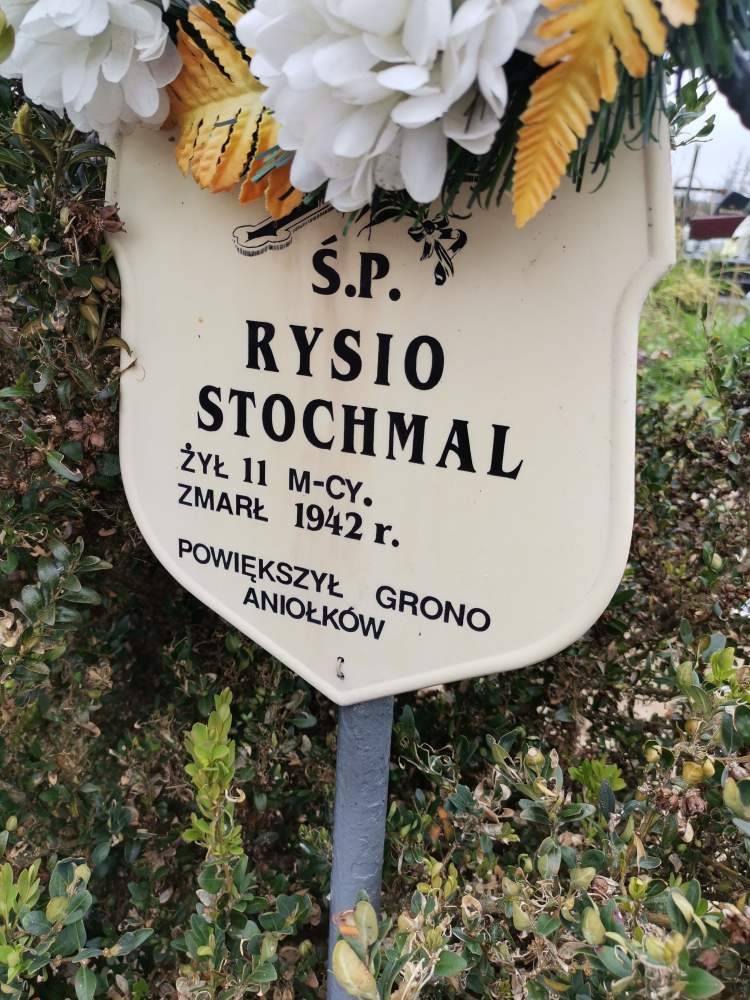 Ś.P.
RYSIO
STOCHMAL
ŻYŁ 11 M-CY.
ZMARŁ 1942 r.
POWIĘKSZYŁ GRONO
ANIOŁKÓW